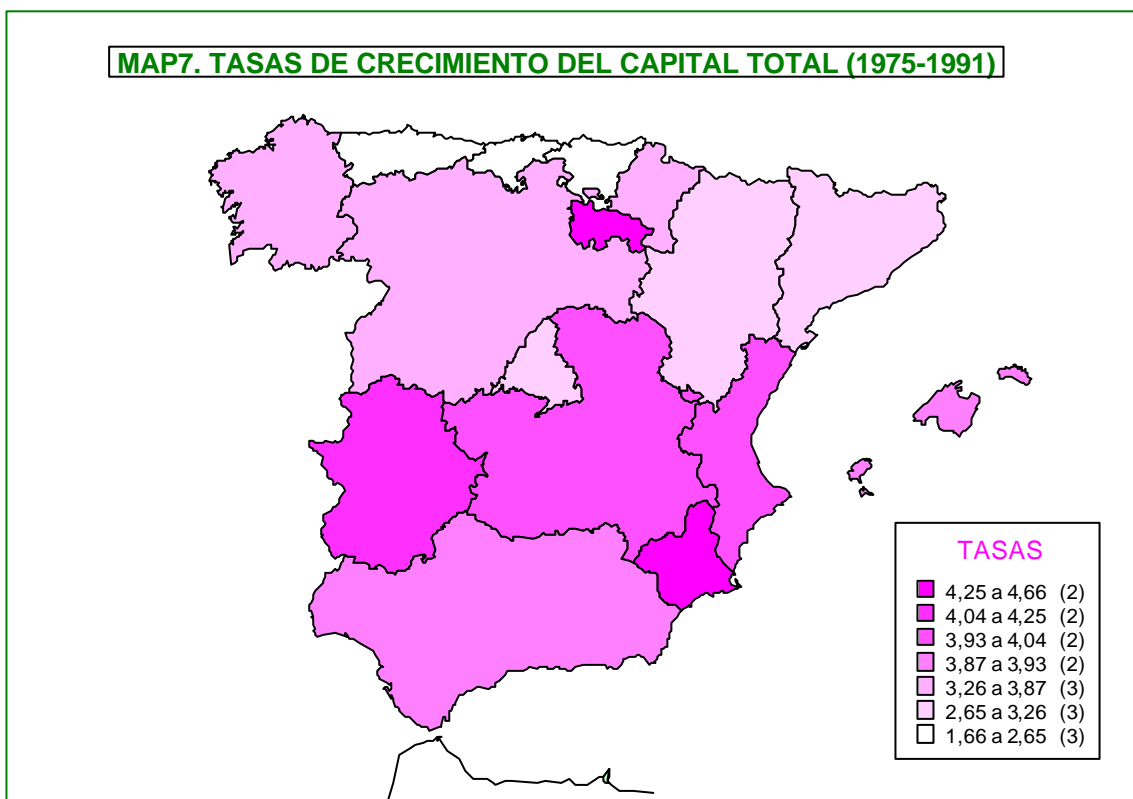 MAP7. TASAS DE CRECIMIENTO DEL CAPITAL TOTAL (1975-1991)
TASAS
4,25 a 4,66 (2)
4,04 a 4,25 (2)
3,93 a 4,04 (2)
3,87 a 3,93 (2)
3,26 a 3,87 (3)
2,65 a 3,26 (3)
1,66 a 2,65 (3)